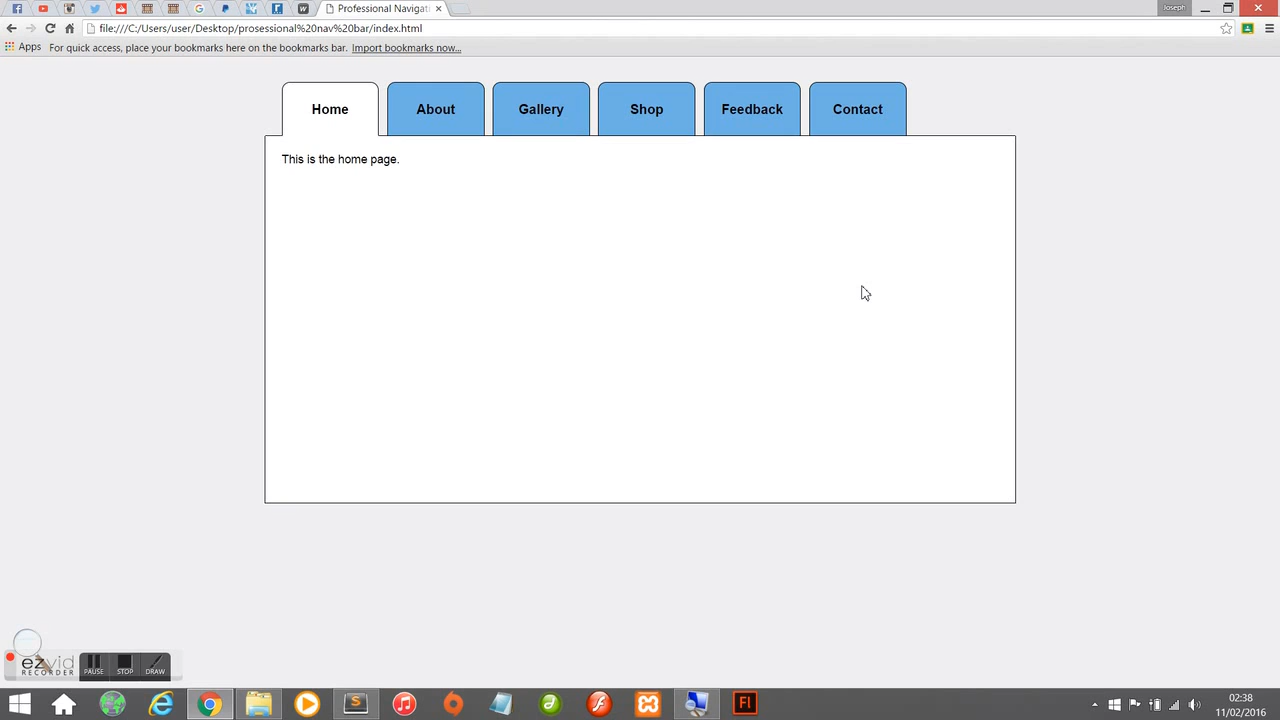 Professional Navigati
Joseph
file:///C:/Users/user/Desktop/prosessional%20nav%20bar/index.html
Apps For quick access, place your bookmarks here on the bookmarks bar. Import bookmarks now...
Home About Gallery Shop Feedback Contact
This is the home page.
ezvid
RECORDER
PAUSE STOP DRAW
02:38
11/02/2016